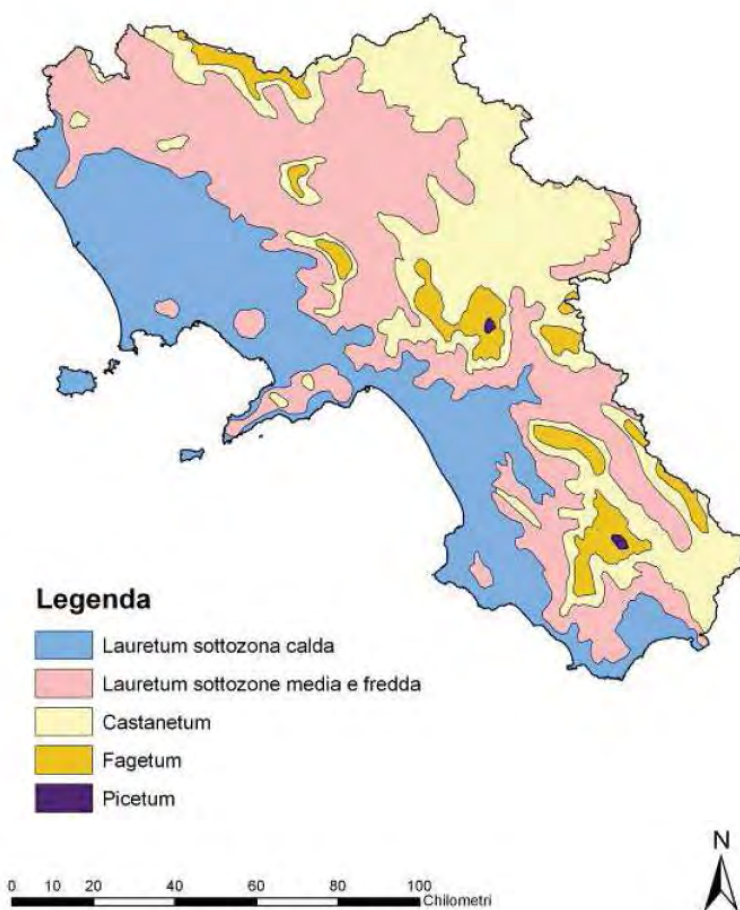 Legenda
Lauretum sottozona calda
Lauretum sottozone media e fredda
Castanetum
Fagetum
Picetum
N
0 10 20 40 60 80 100
Chilometri